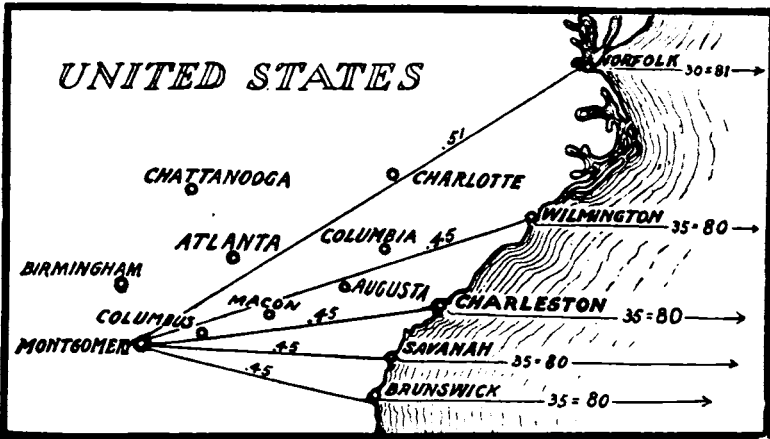 NORFOLK 30=81
UNITED STATES
.51
CHATTANOOGA
CHARLOTTE
WILMINGTON
35=80
ATLANTA
COLUMBIA
.45
BIRMINGHAM
AUGUSTA
MACON
CHARLESTON
.45
35=80
COLUMBUS
MONTGOMERY
.45
SAVANAH
35=80
.45
BRUNSWICK
35=80